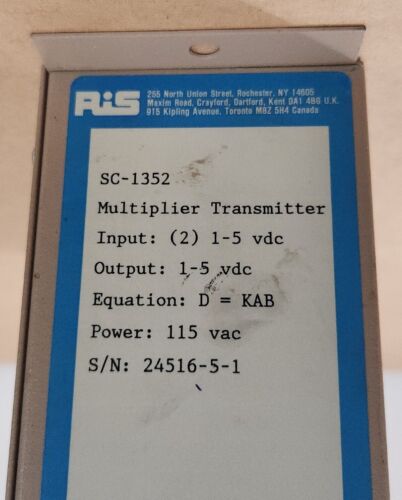 RIS
255 North Union Street, Rochester, NY 14605
Maxim Road, Crayford, Dartford, Kent DA1 4BG U.K.
915 Kipling Avenue, Toronto M8Z 5H4 Canada
SC-1352
Multiplier Transmitter
Input: (2) 1-5 vdc
Output: 1-5 vdc
Equation: D = KAB
Power: 115 vac
S/N: 24516-5-1